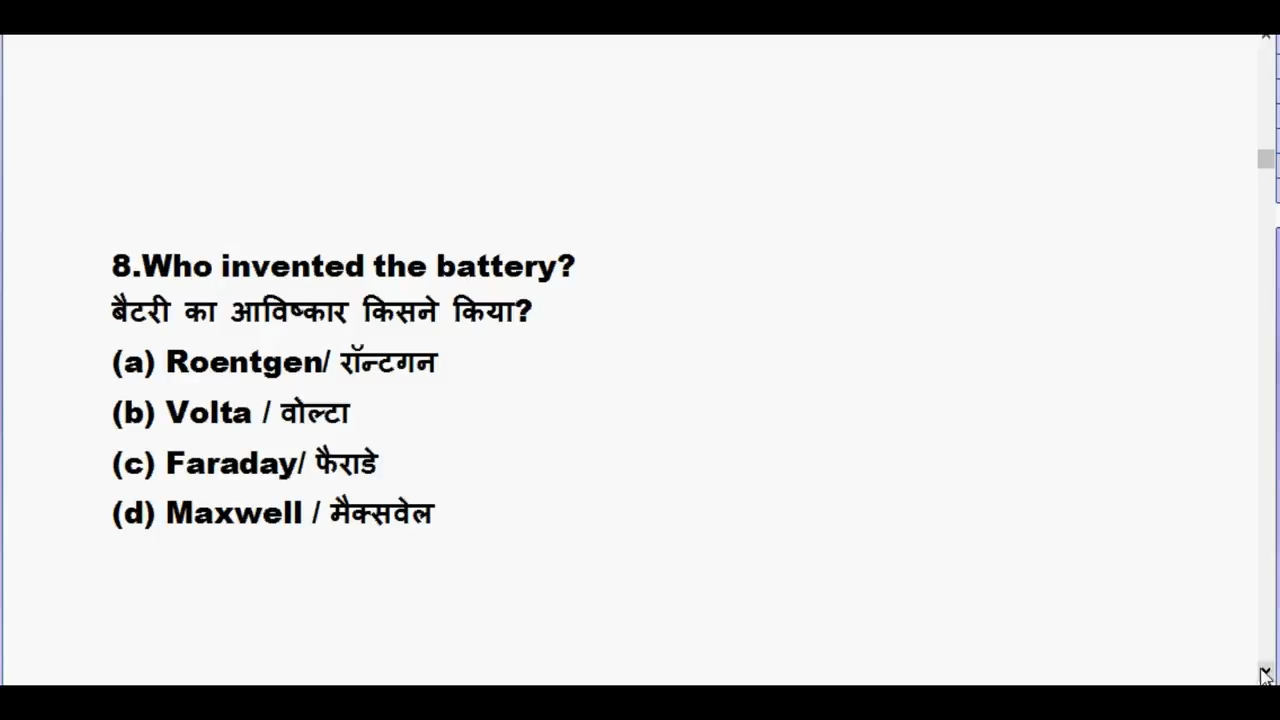 8.Who invented the battery?
बैटरी का आविष्कार किसने किया?
(a) Roentgen/ रॉन्टगन
(b) Volta / वोल्टा
(c) Faraday/ फैराडे
(d) Maxwell / मैक्सवेल